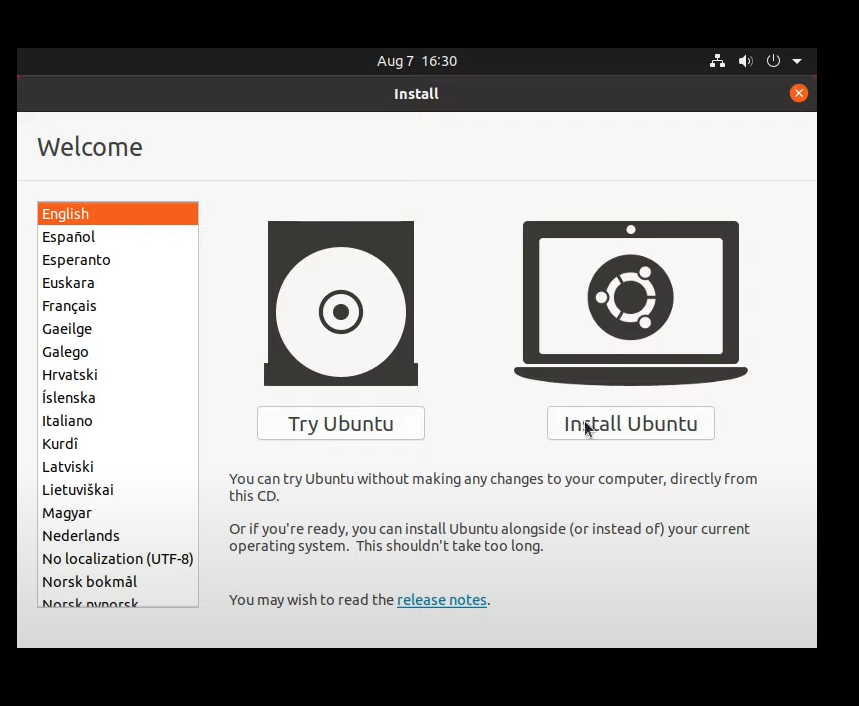 Aug 7 16:30
Install
Welcome
English
Español
Esperanto
Euskara
Français
Gaeilge
Galego
Hrvatski
Íslenska
Italiano
Kurdî
Latviski
Lietuviškai
Magyar
Nederlands
No localization (UTF-8)
Norsk bokmål
Norsk nynorsk
Try Ubuntu
Install Ubuntu
You can try Ubuntu without making any changes to your computer, directly from
this CD.
Or if you're ready, you can install Ubuntu alongside (or instead of) your current
operating system. This shouldn't take too long.
You may wish to read the release notes.